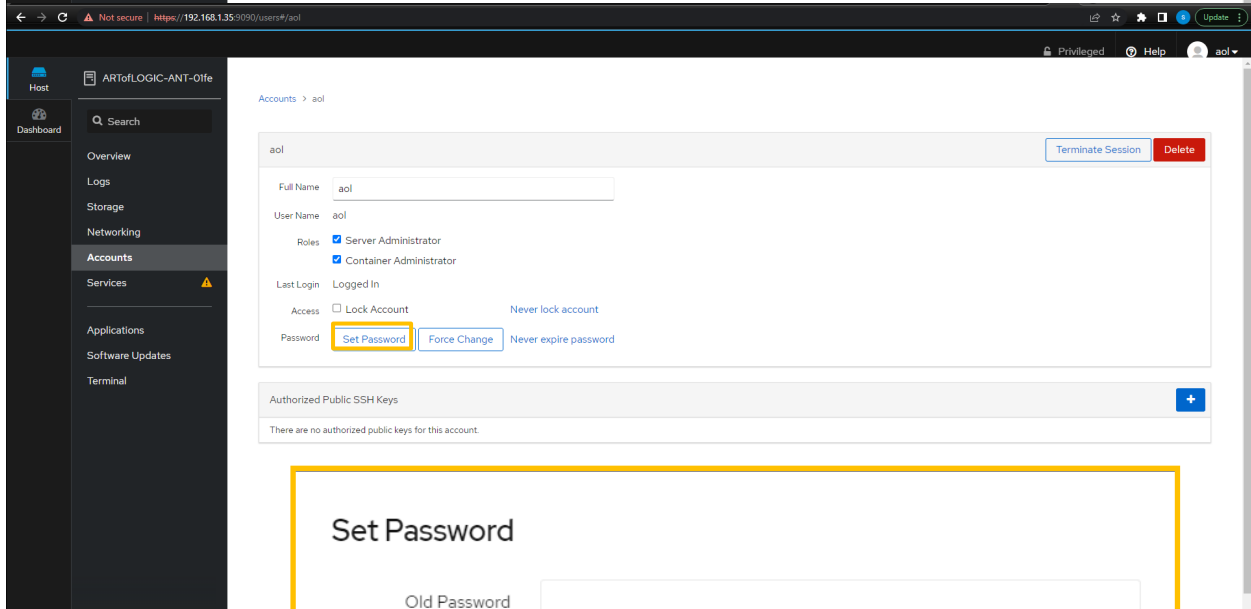 Not secure | https://192.168.1.35:9090/users#/aol
s
Update
Privileged
Help
aol
Host
ARTofLOGIC-ANT-01fe
Dashboard
Search
Overview
Logs
Storage
Networking
Accounts
Services
Applications
Software Updates
Terminal
Accounts > aol
aol
Terminate Session
Delete
Full Name aol
User Name aol
Roles Server Administrator
Container Administrator
Last Login Logged In
Access Lock Account Never lock account
Password Set Password Force Change Never expire password
Authorized Public SSH Keys
+
There are no authorized public keys for this account.
Set Password
Old Password